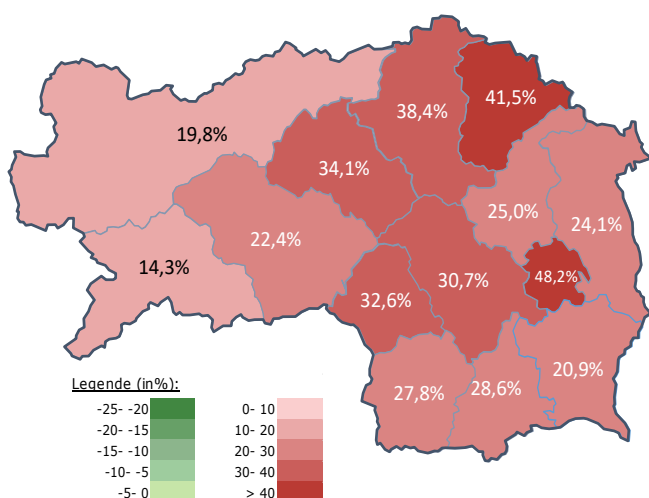 41,5%
38,4%
19,8%
34,1%
25,0%
24,1%
22,4%
14,3%
30,7%
48,2%
32,6%
20,9%
27,8%
28,6%
Legende (in%):
-25- -20 0- 10
-20- -15 10- 20
-15- -10 20- 30
-10- -5 30- 40
-5- 0 > 40